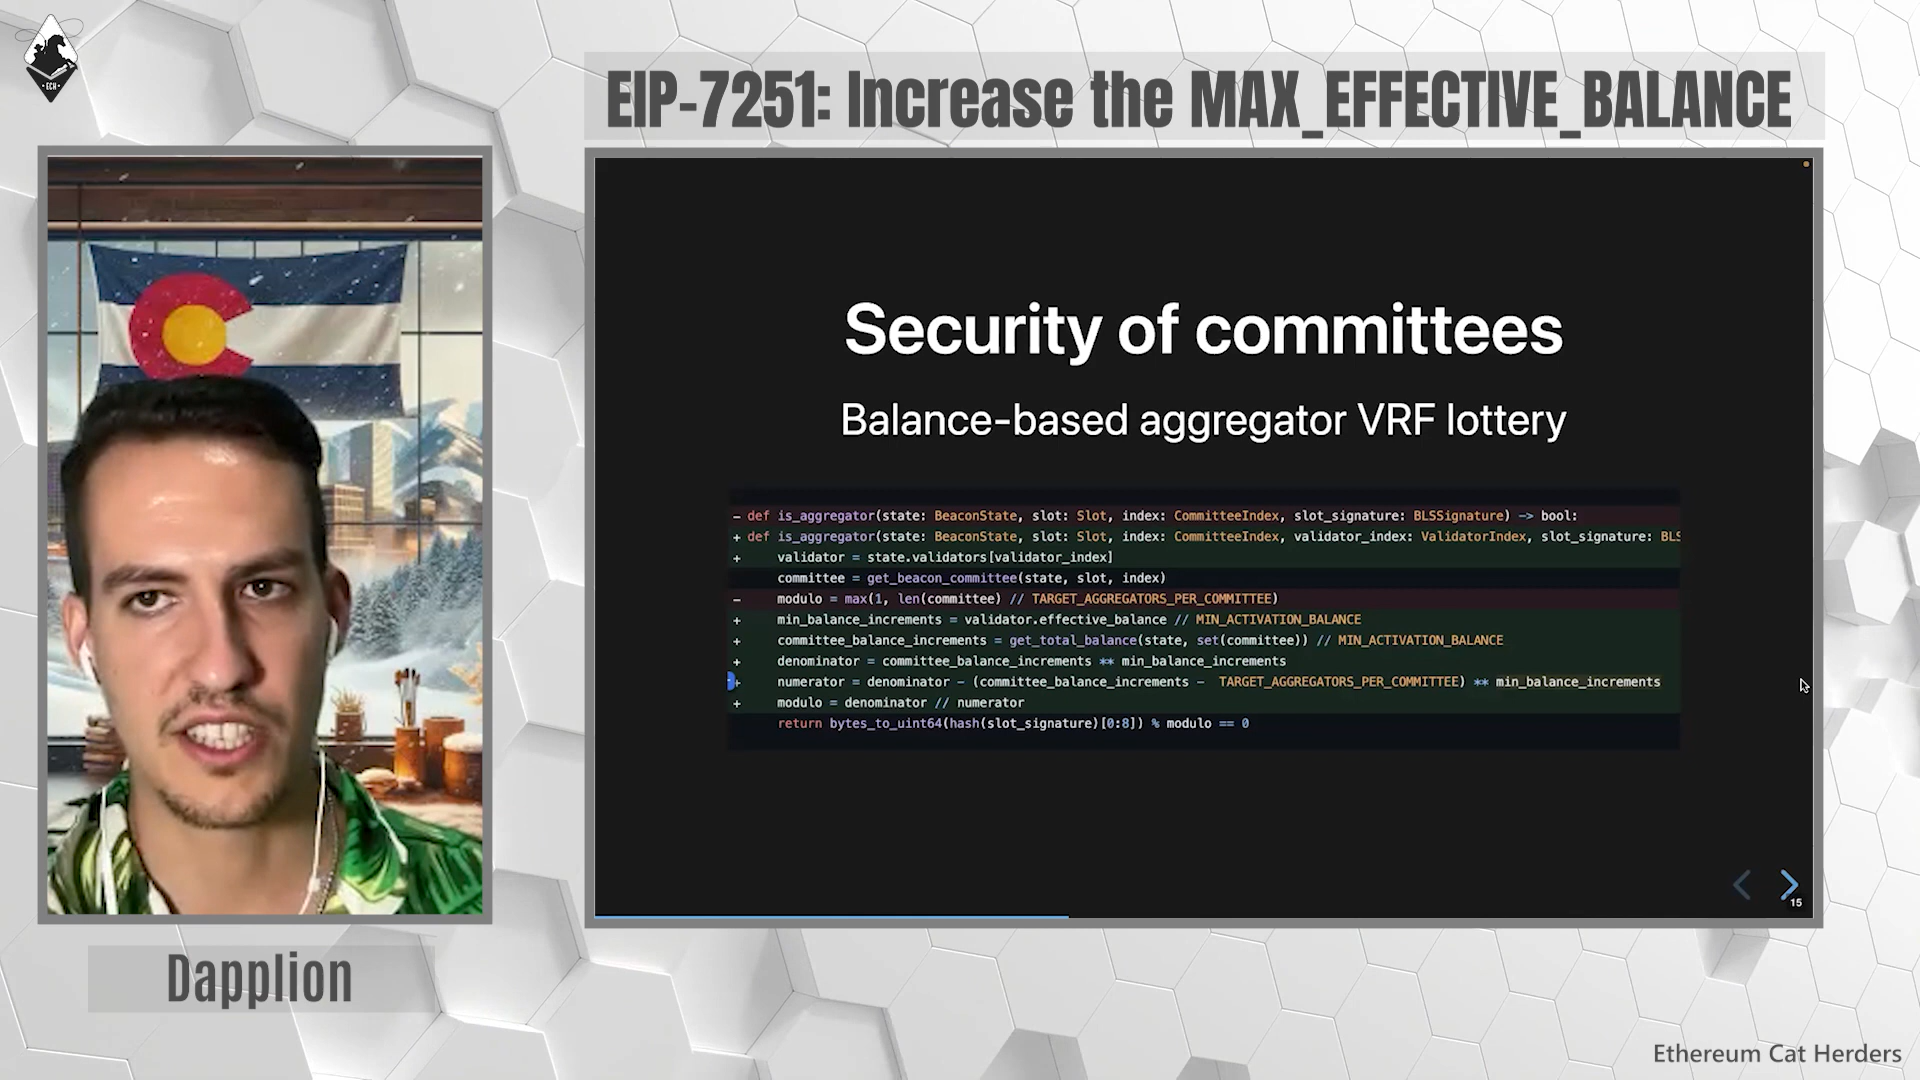 ECH
EIP-7251: Increase the MAX_EFFECTIVE_BALANCE
Security of committees
Balance-based aggregator VRF lottery
- def is_aggregator(state: BeaconState, slot: Slot, index: CommitteeIndex, slot_signature: BLSSignature) -> bool:
+ def is_aggregator(state: BeaconState, slot: Slot, index: CommitteeIndex, validator_index: ValidatorIndex, slot_signature: BLS
+ validator = state.validators[validator_index]
committee = get_beacon_committee(state, slot, index)
- modulo = max(1, len(committee) // TARGET_AGGREGATORS_PER_COMMITTEE)
+ min_balance_increments = validator.effective_balance // MIN_ACTIVATION_BALANCE
+ committee_balance_increments = get_total_balance(state, set(committee)) // MIN_ACTIVATION_BALANCE
+ denominator = committee_balance_increments ** min_balance_increments
+ numerator = denominator - (committee_balance_increments - TARGET_AGGREGATORS_PER_COMMITTEE) ** min_balance_increments
+ modulo = denominator // numerator
return bytes_to_uint64(hash(slot_signature)[0:8]) % modulo == 0
15
Dapplion
Ethereum Cat Herders